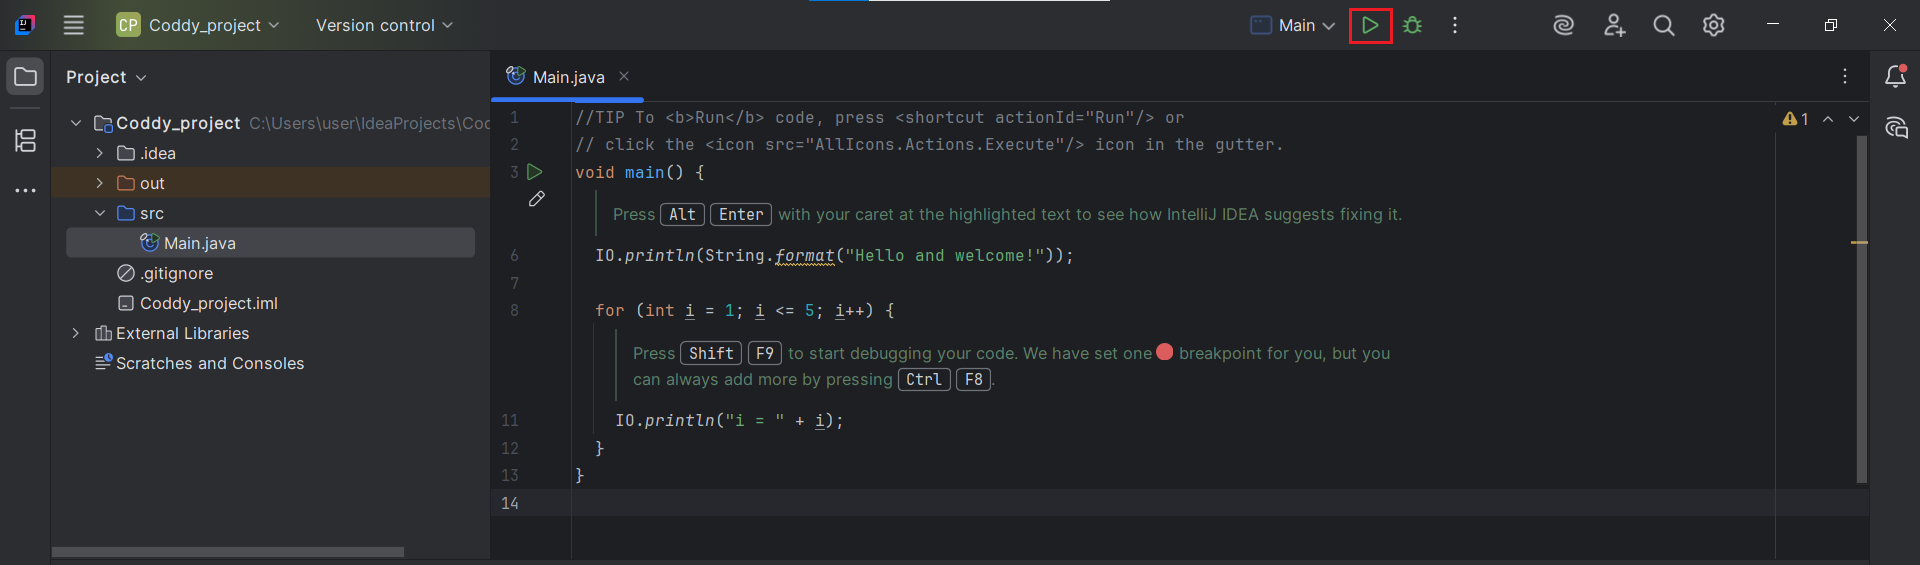 CP Coddy_project Version control Main
Project
Main.java
Coddy_project C:\Users\user\IdeaProjects\Cod
.idea
out
src
Main.java
.gitignore
Coddy_project.iml
External Libraries
Scratches and Consoles
1 //TIP To <b>Run</b> code, press <shortcut actionId="Run"/> or
2 // click the <icon src="AllIcons.Actions.Execute"/> icon in the gutter.
3 void main() {
Press Alt Enter with your caret at the highlighted text to see how IntelliJ IDEA suggests fixing it.
6 IO.println(String.format("Hello and welcome!"));
7
8 for (int i = 1; i <= 5; i++) {
Press Shift F9 to start debugging your code. We have set one breakpoint for you, but you
can always add more by pressing Ctrl F8.
11 IO.println("i = " + i);
12 }
13 }
14
1